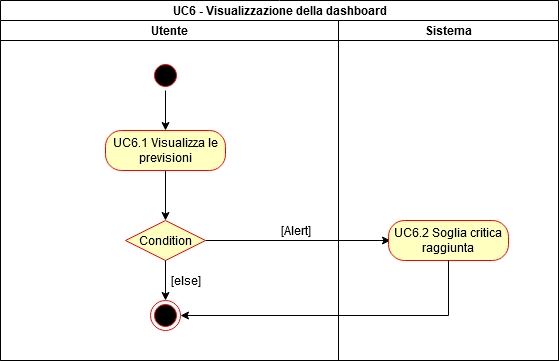 UC6 - Visualizzazione della dashboard
Utente
Sistema
UC6.1 Visualizza le
previsioni
Condition
[Alert]
UC6.2 Soglia critica
raggiunta
[else]